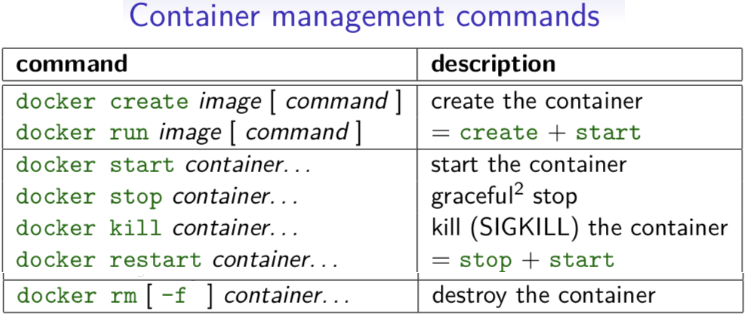 Container management commands
command description
docker create image [ command ] create the container
docker run image [ command ] = create + start
docker start container... start the container
docker stop container... graceful² stop
docker kill container... kill (SIGKILL) the container
docker restart container... = stop + start
docker rm [ -f ] container... destroy the container